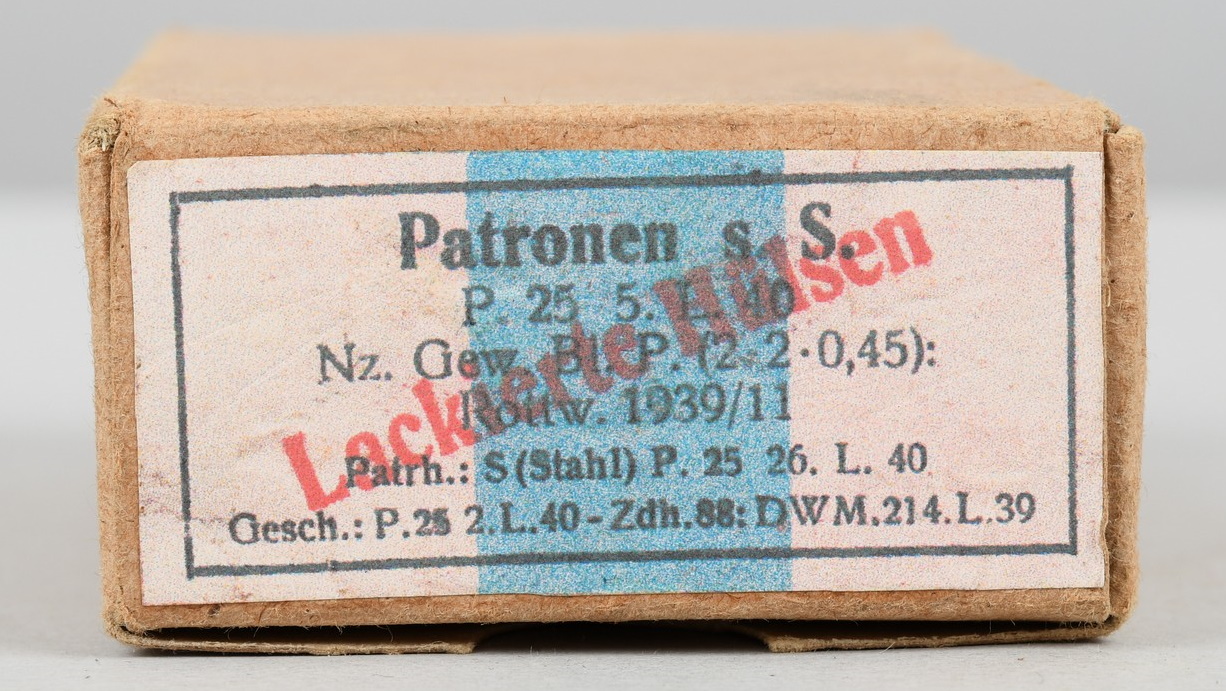 Patronen s. S.
P. 25 5. L. 40
Nz. Gew. Bl. P. (2·2·0,45):
Rottw. 1939/11
Patrh.: S (Stahl) P. 25 26. L. 40
Gesch.: P.25 2.L.40-Zdh.88: DWM.214.L.39
Lackierte Hülsen